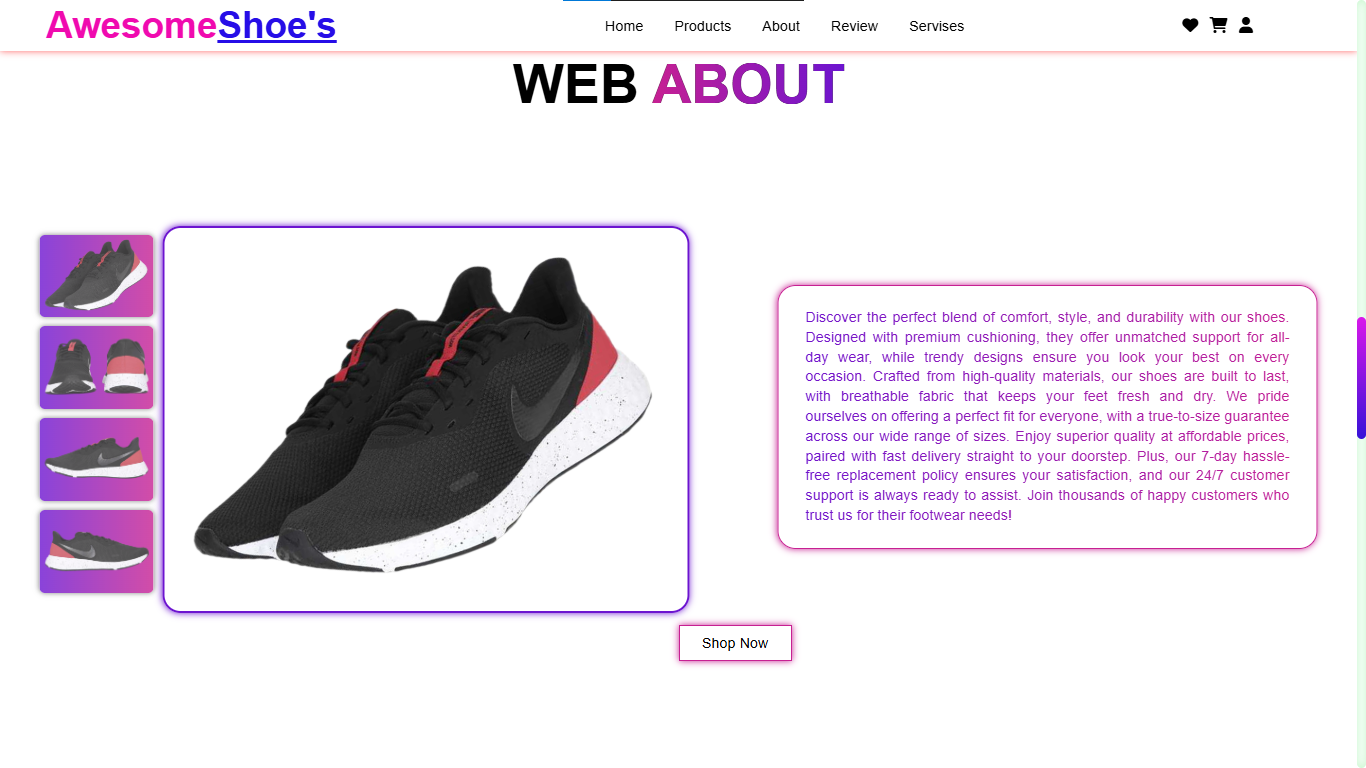 AwesomeShoe's
Home Products About Review Servises
WEB ABOUT
Discover the perfect blend of comfort, style, and durability with our shoes.
Designed with premium cushioning, they offer unmatched support for all-
day wear, while trendy designs ensure you look your best on every
occasion. Crafted from high-quality materials, our shoes are built to last,
with breathable fabric that keeps your feet fresh and dry. We pride
ourselves on offering a perfect fit for everyone, with a true-to-size guarantee
across our wide range of sizes. Enjoy superior quality at affordable prices,
paired with fast delivery straight to your doorstep. Plus, our 7-day hassle-
free replacement policy ensures your satisfaction, and our 24/7 customer
support is always ready to assist. Join thousands of happy customers who
trust us for their footwear needs!
Shop Now